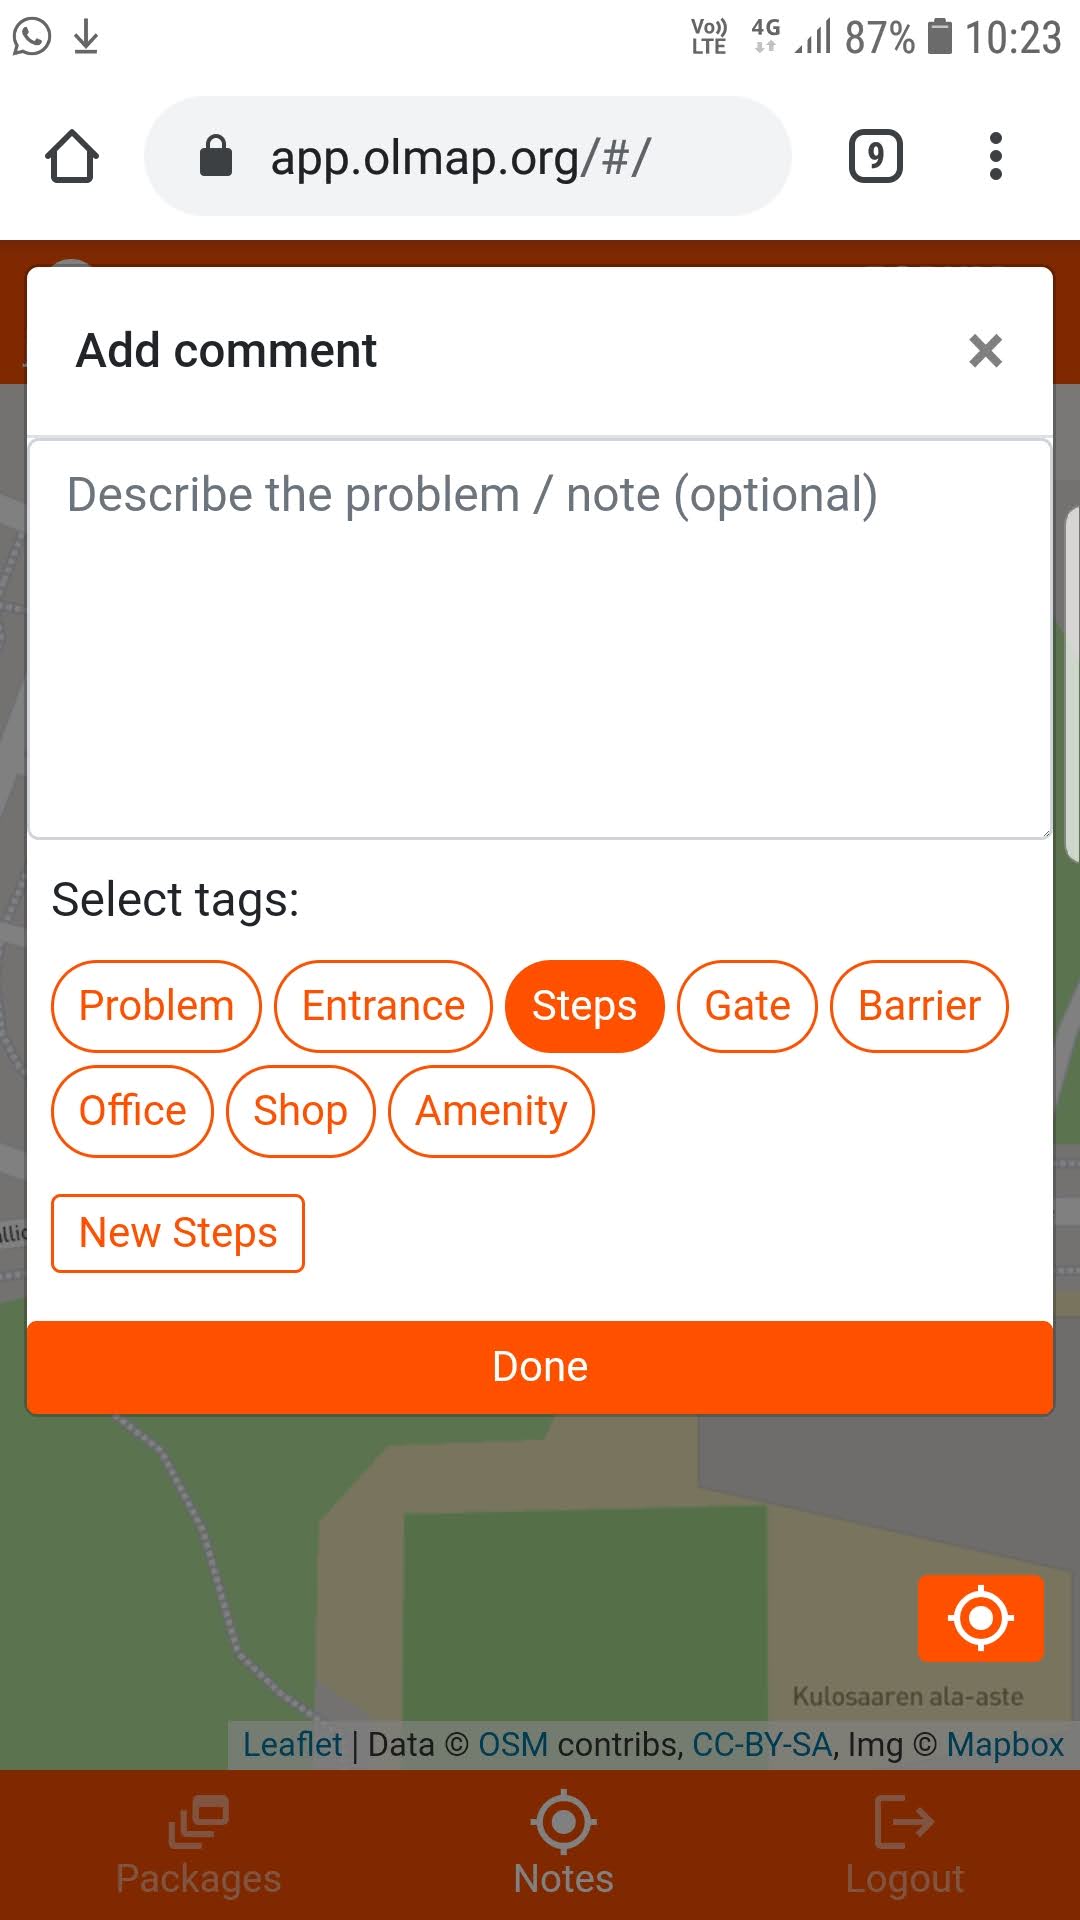 Vo)) LTE 4G 87% 10:23
app.olmap.org/#/ 9
Add comment ×
Describe the problem / note (optional)
Select tags:
Problem Entrance Steps Gate Barrier
Office Shop Amenity
New Steps
Done
Kulosaaren ala-aste
Leaflet | Data © OSM contribs, CC-BY-SA, Img © Mapbox
Packages Notes Logout